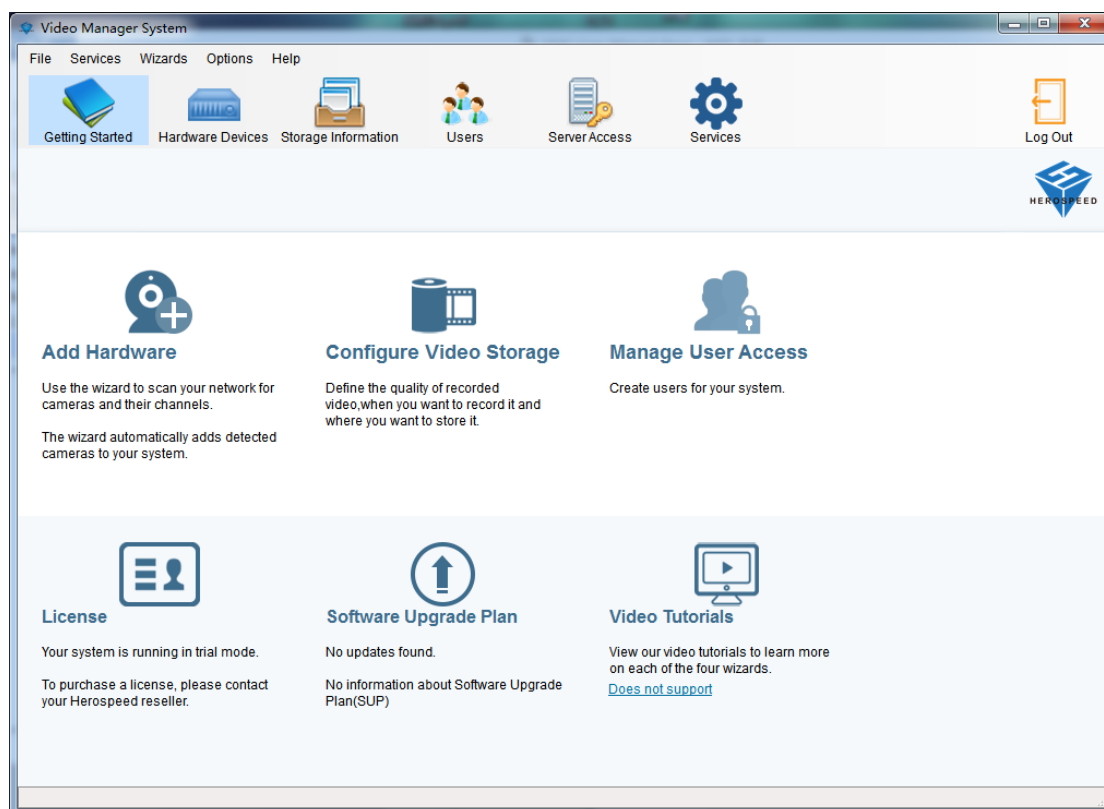 Video Manager System
File Services Wizards Options Help
Getting Started Hardware Devices Storage Information Users Server Access Services Log Out
HEROSPEED
Add Hardware
Use the wizard to scan your network for
cameras and their channels.
The wizard automatically adds detected
cameras to your system.
Configure Video Storage
Define the quality of recorded
video,when you want to record it and
where you want to store it.
Manage User Access
Create users for your system.
License
Your system is running in trial mode.
To purchase a license, please contact
your Herospeed reseller.
Software Upgrade Plan
No updates found.
No information about Software Upgrade
Plan(SUP)
Video Tutorials
View our video tutorials to learn more
on each of the four wizards.
Does not support